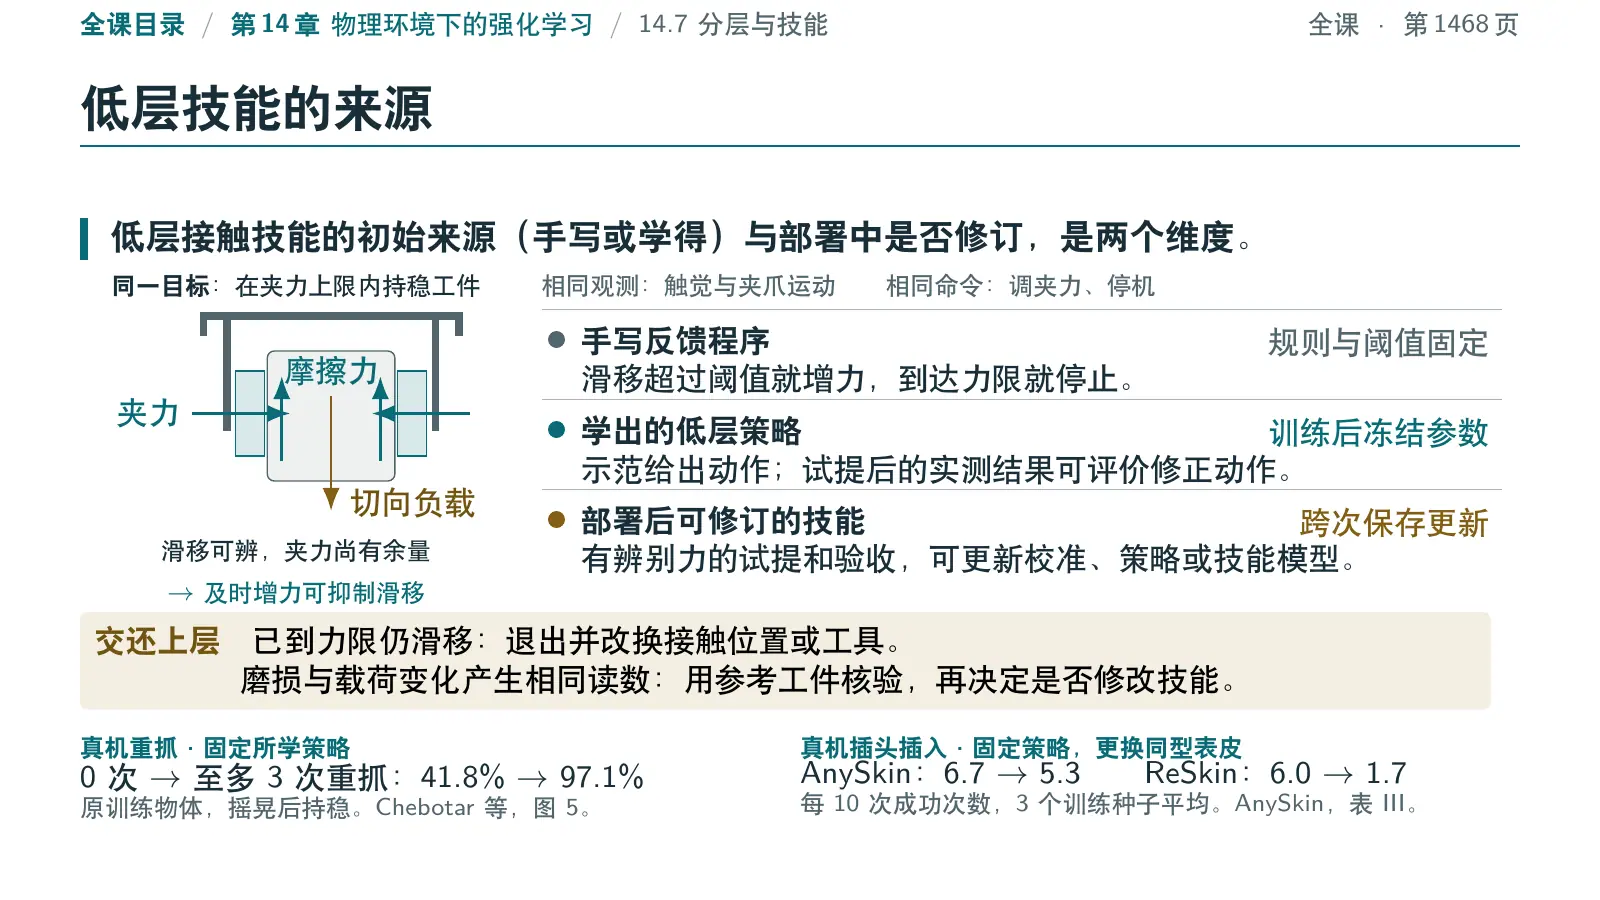 全课目录 / 第 14 章 物理环境下的强化学习 / 14.7 分层与技能
全课 · 第 1468 页
低层技能的来源
低层接触技能的初始来源（手写或学得）与部署中是否修订，是两个维度。
同一目标：在夹力上限内持稳工件
摩擦力
夹力
切向负载
滑移可辨，夹力尚有余量
→ 及时增力可抑制滑移
相同观测：触觉与夹爪运动 相同命令：调夹力、停机
手写反馈程序 规则与阈值固定
滑移超过阈值就增力，到达力限就停止。
学出的低层策略 训练后冻结参数
示范给出动作；试提后的实测结果可评价修正动作。
部署后可修订的技能 跨次保存更新
有辨别力的试提和验收，可更新校准、策略或技能模型。
交还上层 已到力限仍滑移：退出并改换接触位置或工具。
磨损与载荷变化产生相同读数：用参考工件核验，再决定是否修改技能。
真机重抓 · 固定所学策略
0 次 → 至多 3 次重抓：41.8% → 97.1%
原训练物体，摇晃后持稳。Chebotar 等，图 5。
真机插头插入 · 固定策略，更换同型表皮
AnySkin：6.7 → 5.3 ReSkin：6.0 → 1.7
每 10 次成功次数，3 个训练种子平均。AnySkin，表 III。